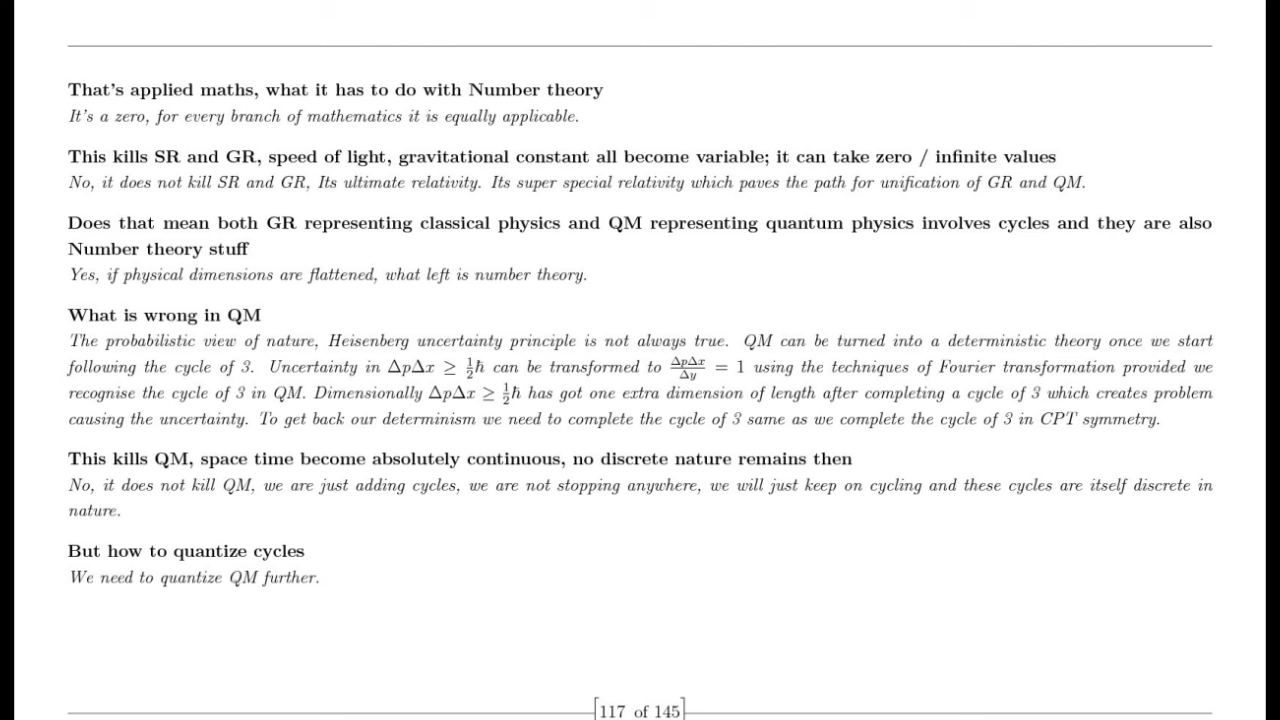 That's applied maths, what it has to do with Number theory
It's a zero, for every branch of mathematics it is equally applicable.
This kills SR and GR, speed of light, gravitational constant all become variable; it can take zero / infinite values
No, it does not kill SR and GR, Its ultimate relativity. Its super special relativity which paves the path for unification of GR and QM.
Does that mean both GR representing classical physics and QM representing quantum physics involves cycles and they are also
Number theory stuff
Yes, if physical dimensions are flattened, what left is number theory.
What is wrong in QM
The probabilistic view of nature, Heisenberg uncertainty principle is not always true. QM can be turned into a deterministic theory once we start
following the cycle of 3. Uncertainty in ΔpΔx ≥ ½ℏ can be transformed to ΔpΔx/Δy = 1 using the techniques of Fourier transformation provided we
recognise the cycle of 3 in QM. Dimensionally ΔpΔx ≥ ½ℏ has got one extra dimension of length after completing a cycle of 3 which creates problem
causing the uncertainty. To get back our determinism we need to complete the cycle of 3 same as we complete the cycle of 3 in CPT symmetry.
This kills QM, space time become absolutely continuous, no discrete nature remains then
No, it does not kill QM, we are just adding cycles, we are not stopping anywhere, we will just keep on cycling and these cycles are itself discrete in
nature.
But how to quantize cycles
We need to quantize QM further.
[117 of 145]